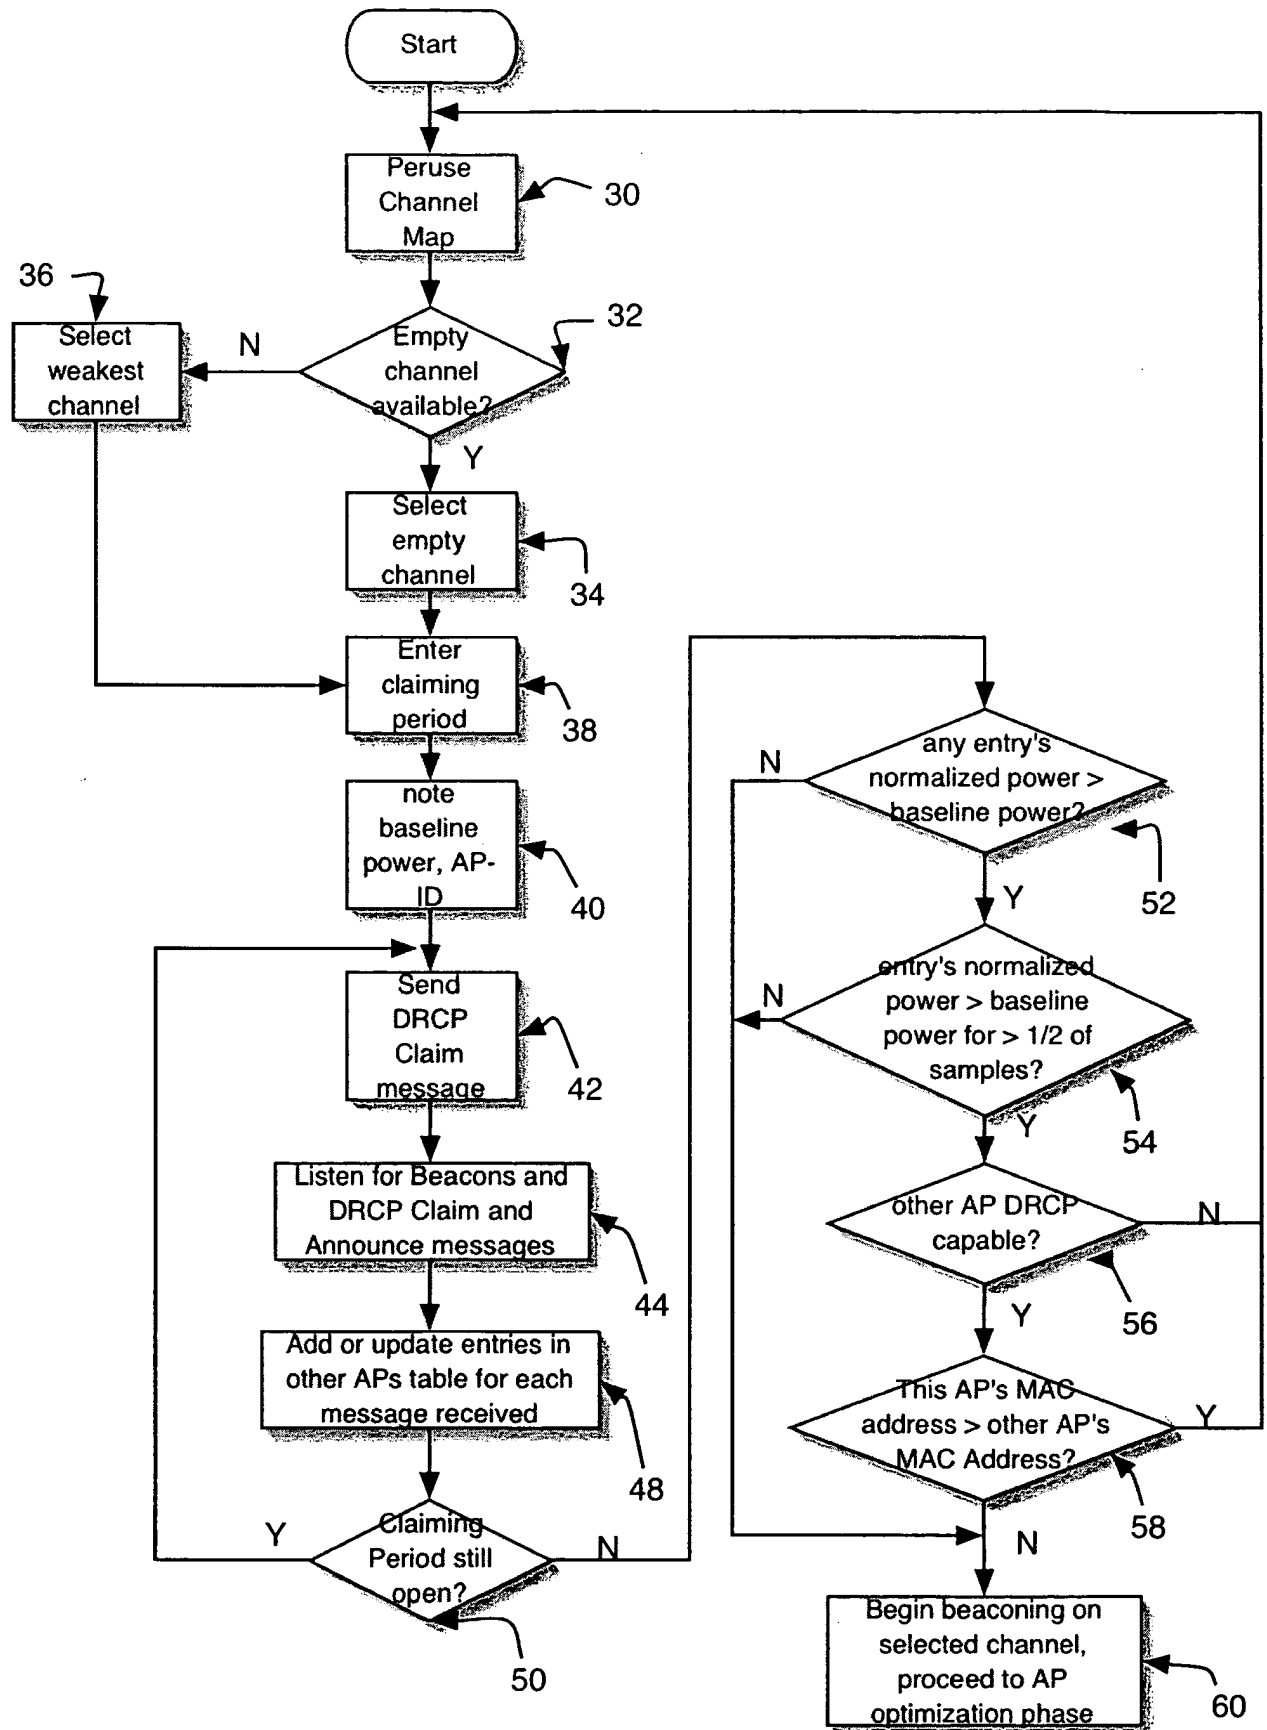 Start
Peruse
Channel
Map
30
36
Select
weakest
channel
N
Empty
channel
available?
32
Y
Select
empty
channel
34
Enter
claiming
period
38
note
baseline
power, AP-
ID
40
Send
DRCP
Claim
message
42
Listen for Beacons and
DRCP Claim and
Announce messages
44
Add or update entries in
other APs table for each
message received
48
Y
Claiming
Period still
open?
N
50
N
any entry's
normalized power >
baseline power?
52
Y
N
entry's normalized
power > baseline
power for > 1/2 of
samples?
54
Y
other AP DRCP
capable?
N
56
Y
This AP's MAC
address > other AP's
MAC Address?
Y
58
N
Begin beaconing on
selected channel,
proceed to AP
optimization phase
60